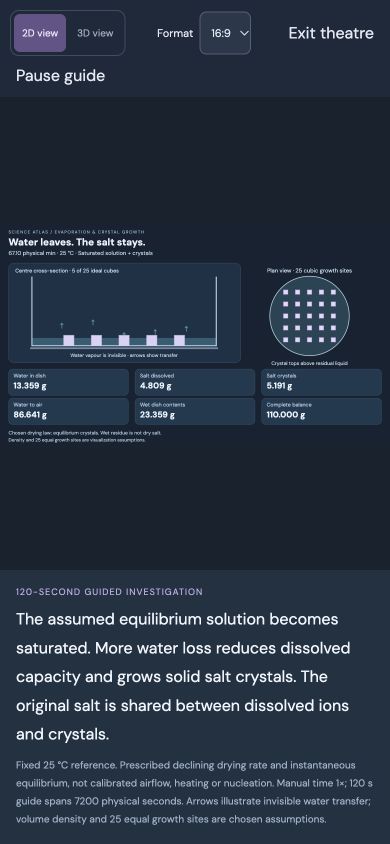 2D view 3D view Format 16:9 Exit theatre
Pause guide
SCIENCE ATLAS / EVAPORATION & CRYSTAL GROWTH
Water leaves. The salt stays.
67.10 physical min · 25 °C · Saturated solution + crystals
Centre cross-section · 5 of 25 ideal cubes
Plan view · 25 cubic growth sites
Water vapour is invisible · arrows show transfer
Crystal tops above residual liquid
Water in dish Salt dissolved Salt crystals
13.359 g 4.809 g 5.191 g
Water to air Wet dish contents Complete balance
86.641 g 23.359 g 110.000 g
Chosen drying law; equilibrium crystals. Wet residue is not dry salt.
Density and 25 equal growth sites are visualization assumptions.
120-SECOND GUIDED INVESTIGATION
The assumed equilibrium solution becomes
saturated. More water loss reduces dissolved
capacity and grows solid salt crystals. The
original salt is shared between dissolved ions
and crystals.
Fixed 25 °C reference. Prescribed declining drying rate and instantaneous
equilibrium, not calibrated airflow, heating or nucleation. Manual time 1×; 120 s
guide spans 7200 physical seconds. Arrows illustrate invisible water transfer;
volume density and 25 equal growth sites are chosen assumptions.